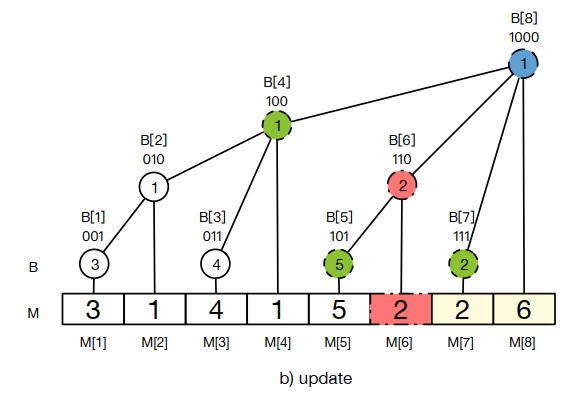 B[8]
1000
1
B[4]
100
1
B[2]
010
1
B[6]
110
2
B[1]
001
3
B[3]
011
4
B[5]
101
5
B[7]
111
2
B
M 3 1 4 1 5 2 2 6
M[1] M[2] M[3] M[4] M[5] M[6] M[7] M[8]
b) update